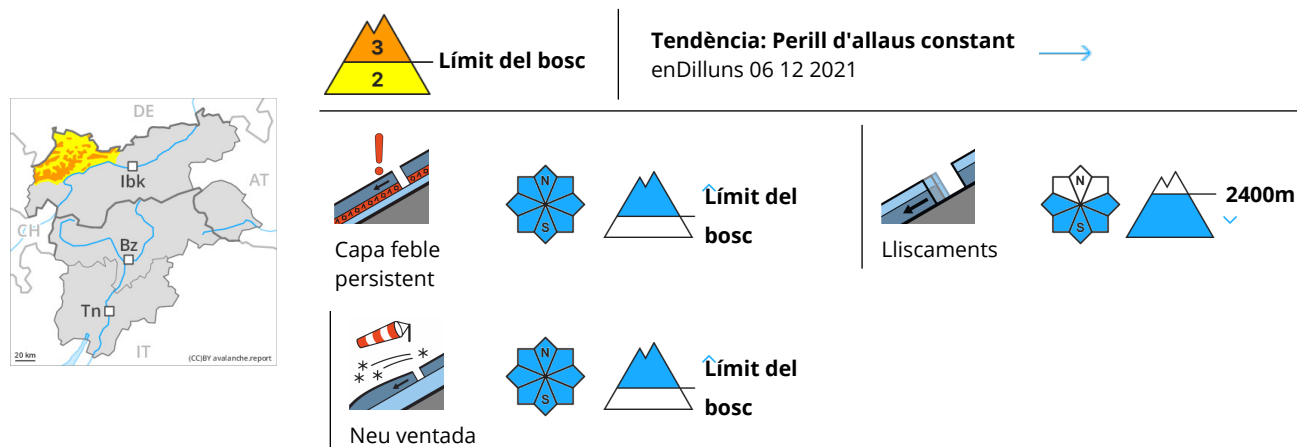 3
2
Límit del bosc
Tendència: Perill d'allaus constant
enDilluns 06 12 2021
DE
AT
CH
IT
Ibk
Bz
Tn
20 km
(CC)BY avalanche.report
N
S
Límit del
bosc
Capa feble
persistent
N
S
2400m
Lliscaments
N
S
Límit del
bosc
Neu ventada